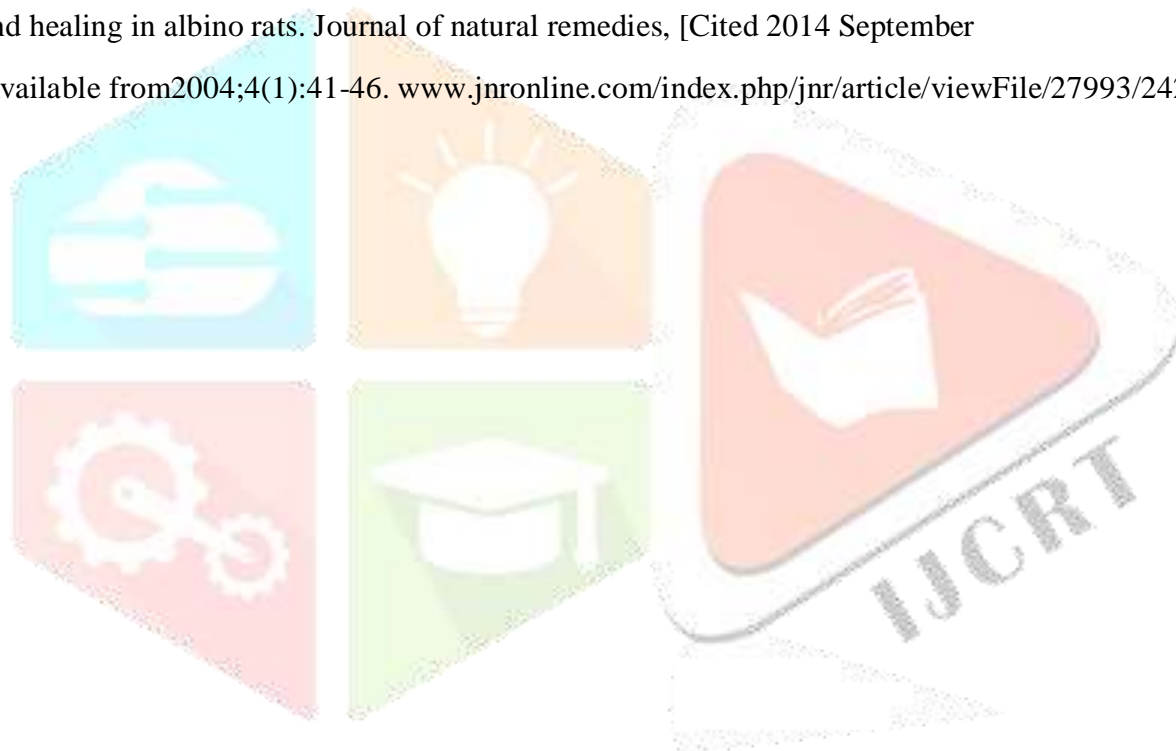 nd healing in albino rats. Journal of natural remedies, [Cited 2014 September
vailable from2004;4(1):41-46. www.jnronline.com/index.php/jnr/article/viewFile/27993/24
IJCRT